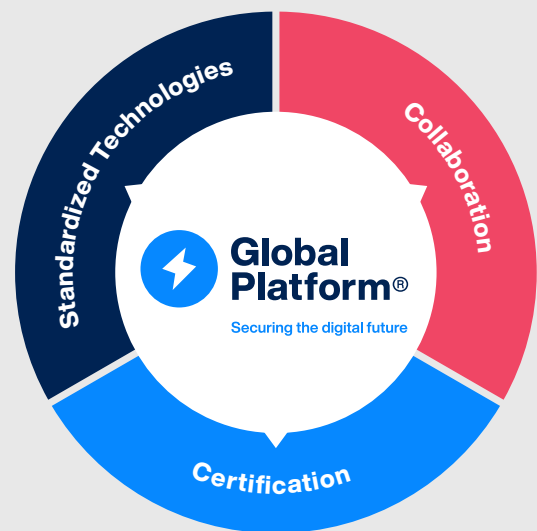 Standardized Technologies
Collaboration
Global
Platform®
Securing the digital future
Certification